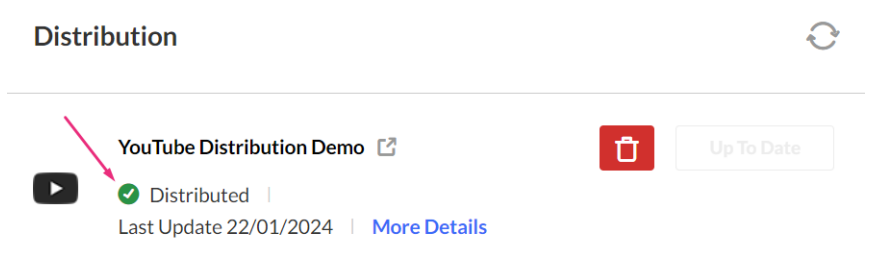 Distribution
YouTube Distribution Demo
Up To Date
Distributed
Last Update 22/01/2024 | More Details